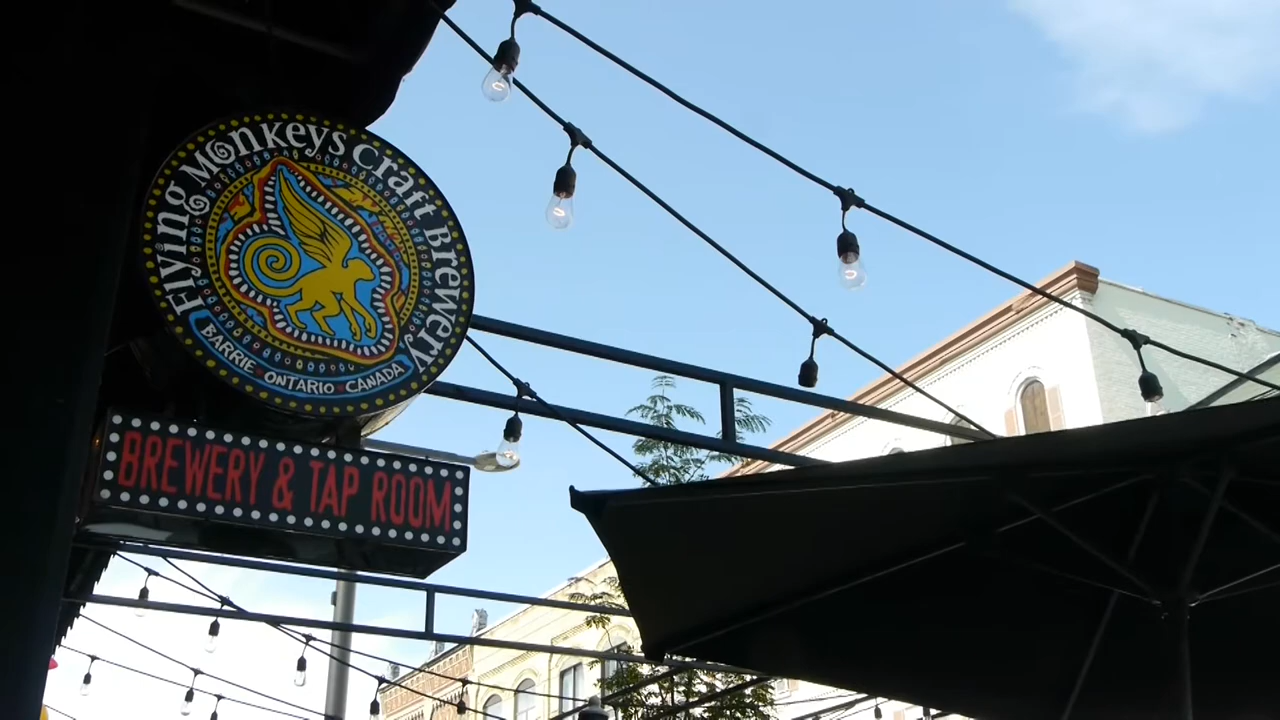 Flying Monkeys Craft Brewery
BARRIE • ONTARIO • CANADA
BREWERY & TAP ROOM